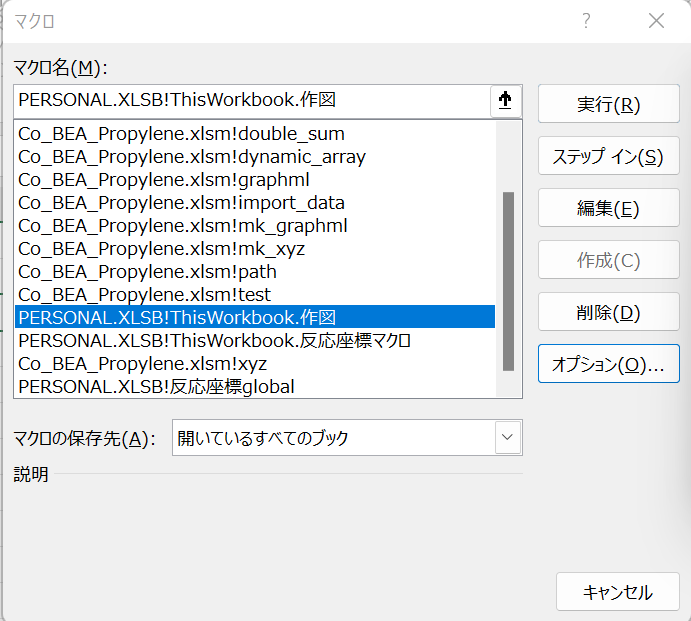 マクロ
?
マクロ名(M):
PERSONAL.XLSB!ThisWorkbook.作図
実行(R)
Co_BEA_Propylene.xlsm!double_sum
Co_BEA_Propylene.xlsm!dynamic_array
Co_BEA_Propylene.xlsm!graphml
Co_BEA_Propylene.xlsm!import_data
Co_BEA_Propylene.xlsm!mk_graphml
Co_BEA_Propylene.xlsm!mk_xyz
Co_BEA_Propylene.xlsm!path
Co_BEA_Propylene.xlsm!test
PERSONAL.XLSB!ThisWorkbook.作図
PERSONAL.XLSB!ThisWorkbook.反応座標マクロ
Co_BEA_Propylene.xlsm!xyz
PERSONAL.XLSB!反応座標global
ステップ イン(S)
編集(E)
作成(C)
削除(D)
オプション(O)...
マクロの保存先(A):
開いているすべてのブック
説明
キャンセル